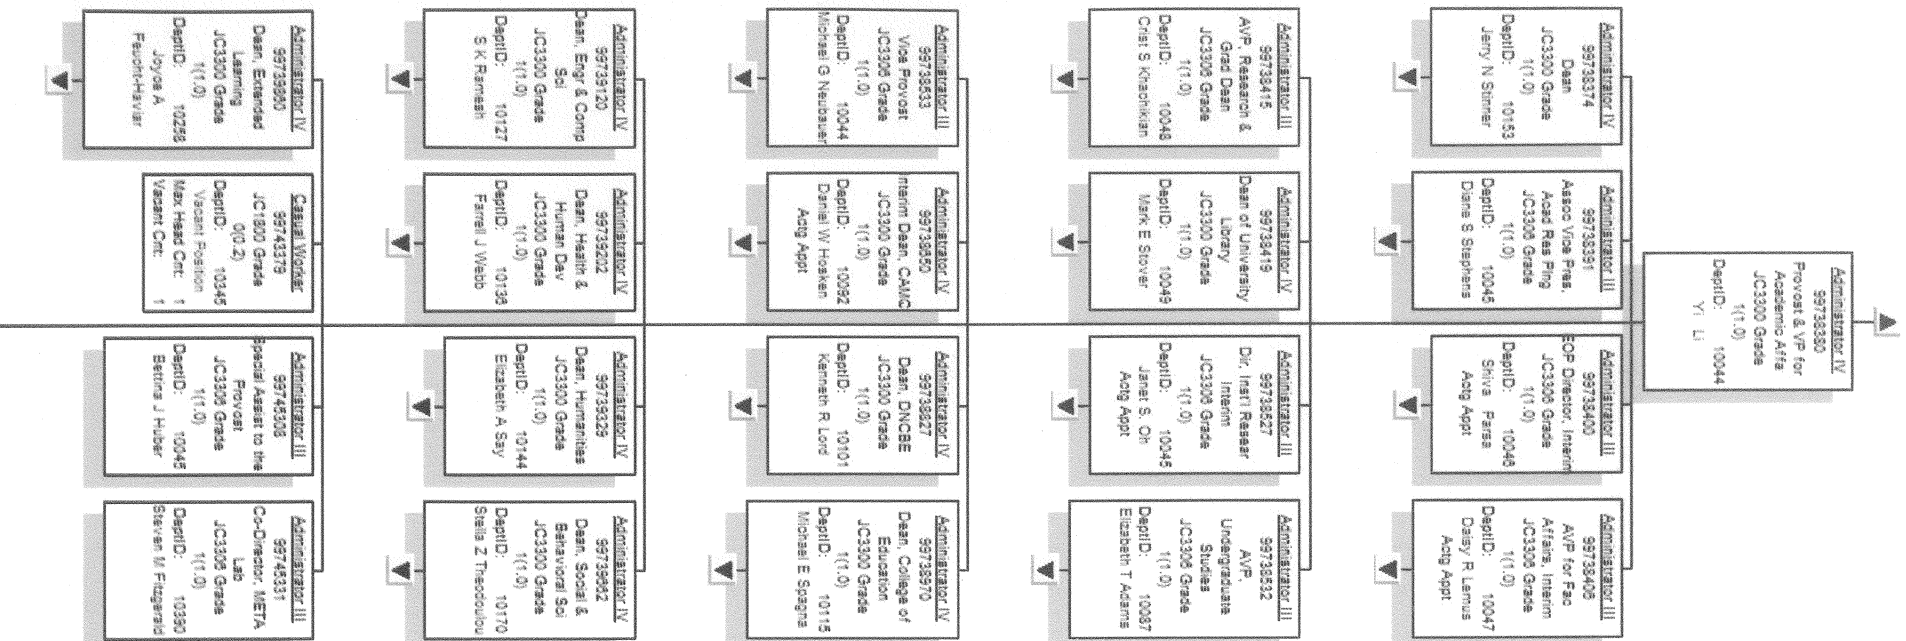 Administrator IV
99738380
Provost & VP for
Academic Affa
JC3300 Grade
1(1.0)
DeptID: 10044
Yi Li
Administrator IV
99738374
Dean
JC3300 Grade
1(1.0)
DeptID: 10153
Jerry N Stinner
Administrator III
99738391
Assoc Vice Pres,
Acad Res Plng
JC3306 Grade
1(1.0)
DeptID: 10045
Diane S Stephens
Administrator III
99738400
EOP Director, Interim
JC3306 Grade
1(1.0)
DeptID: 10046
Shiva Parsa
Actg Appt
Administrator III
99738406
AVP for Fac
Affairs, Interim
JC3306 Grade
1(1.0)
DeptID: 10047
Daisy R Lemus
Actg Appt
Administrator III
99738415
AVP, Research &
Grad Dean
JC3306 Grade
1(1.0)
DeptID: 10048
Crist S Khachikian
Administrator IV
99738419
Dean of University
Library
JC3300 Grade
1(1.0)
DeptID: 10049
Mark E Stover
Administrator III
99738527
Dir, Inst'l Resear
Interim
JC3306 Grade
1(1.0)
DeptID: 10045
Janet S. Oh
Actg Appt
Administrator III
99738532
AVP,
Undergraduate
Studies
JC3306 Grade
1(1.0)
DeptID: 10087
Elizabeth T Adams
Administrator III
99738533
Vice Provost
JC3306 Grade
1(1.0)
DeptID: 10044
Michael G Neubauer
Administrator IV
99738650
Interim Dean, CAMC
JC3300 Grade
1(1.0)
DeptID: 10092
Daniel W Hosken
Actg Appt
Administrator IV
99738827
Dean, DNCBE
JC3300 Grade
1(1.0)
DeptID: 10101
Kenneth R Lord
Administrator IV
99738970
Dean, College of
Education
JC3300 Grade
1(1.0)
DeptID: 10115
Michael E Spagna
Administrator IV
99739120
Dean, Engr & Comp
Sci
JC3300 Grade
1(1.0)
DeptID: 10127
S K Ramesh
Administrator IV
99739202
Dean, Health &
Human Dev
JC3300 Grade
1(1.0)
DeptID: 10136
Farrell J Webb
Administrator IV
99739329
Dean, Humanities
JC3300 Grade
1(1.0)
DeptID: 10144
Elizabeth A Say
Administrator IV
99739662
Dean, Social &
Behavioral Sci
JC3300 Grade
1(1.0)
DeptID: 10170
Stella Z Theodoulou
Administrator IV
99739860
Dean, Extended
Learning
JC3300 Grade
1(1.0)
DeptID: 10258
Joyce A
Feucht-Haviar
Casual Worker
99743379
JC1800 Grade
0(0.2)
DeptID: 10345
Vacant Position
Max Head Cnt: 1
Vacant Cnt: 1
Administrator III
99745308
Special Assist to the
Provost
JC3306 Grade
1(1.0)
DeptID: 10045
Bettina J Huber
Administrator III
99745331
Co-Director, META
Lab
JC3306 Grade
1(1.0)
DeptID: 10390
Steven M Fitzgerald